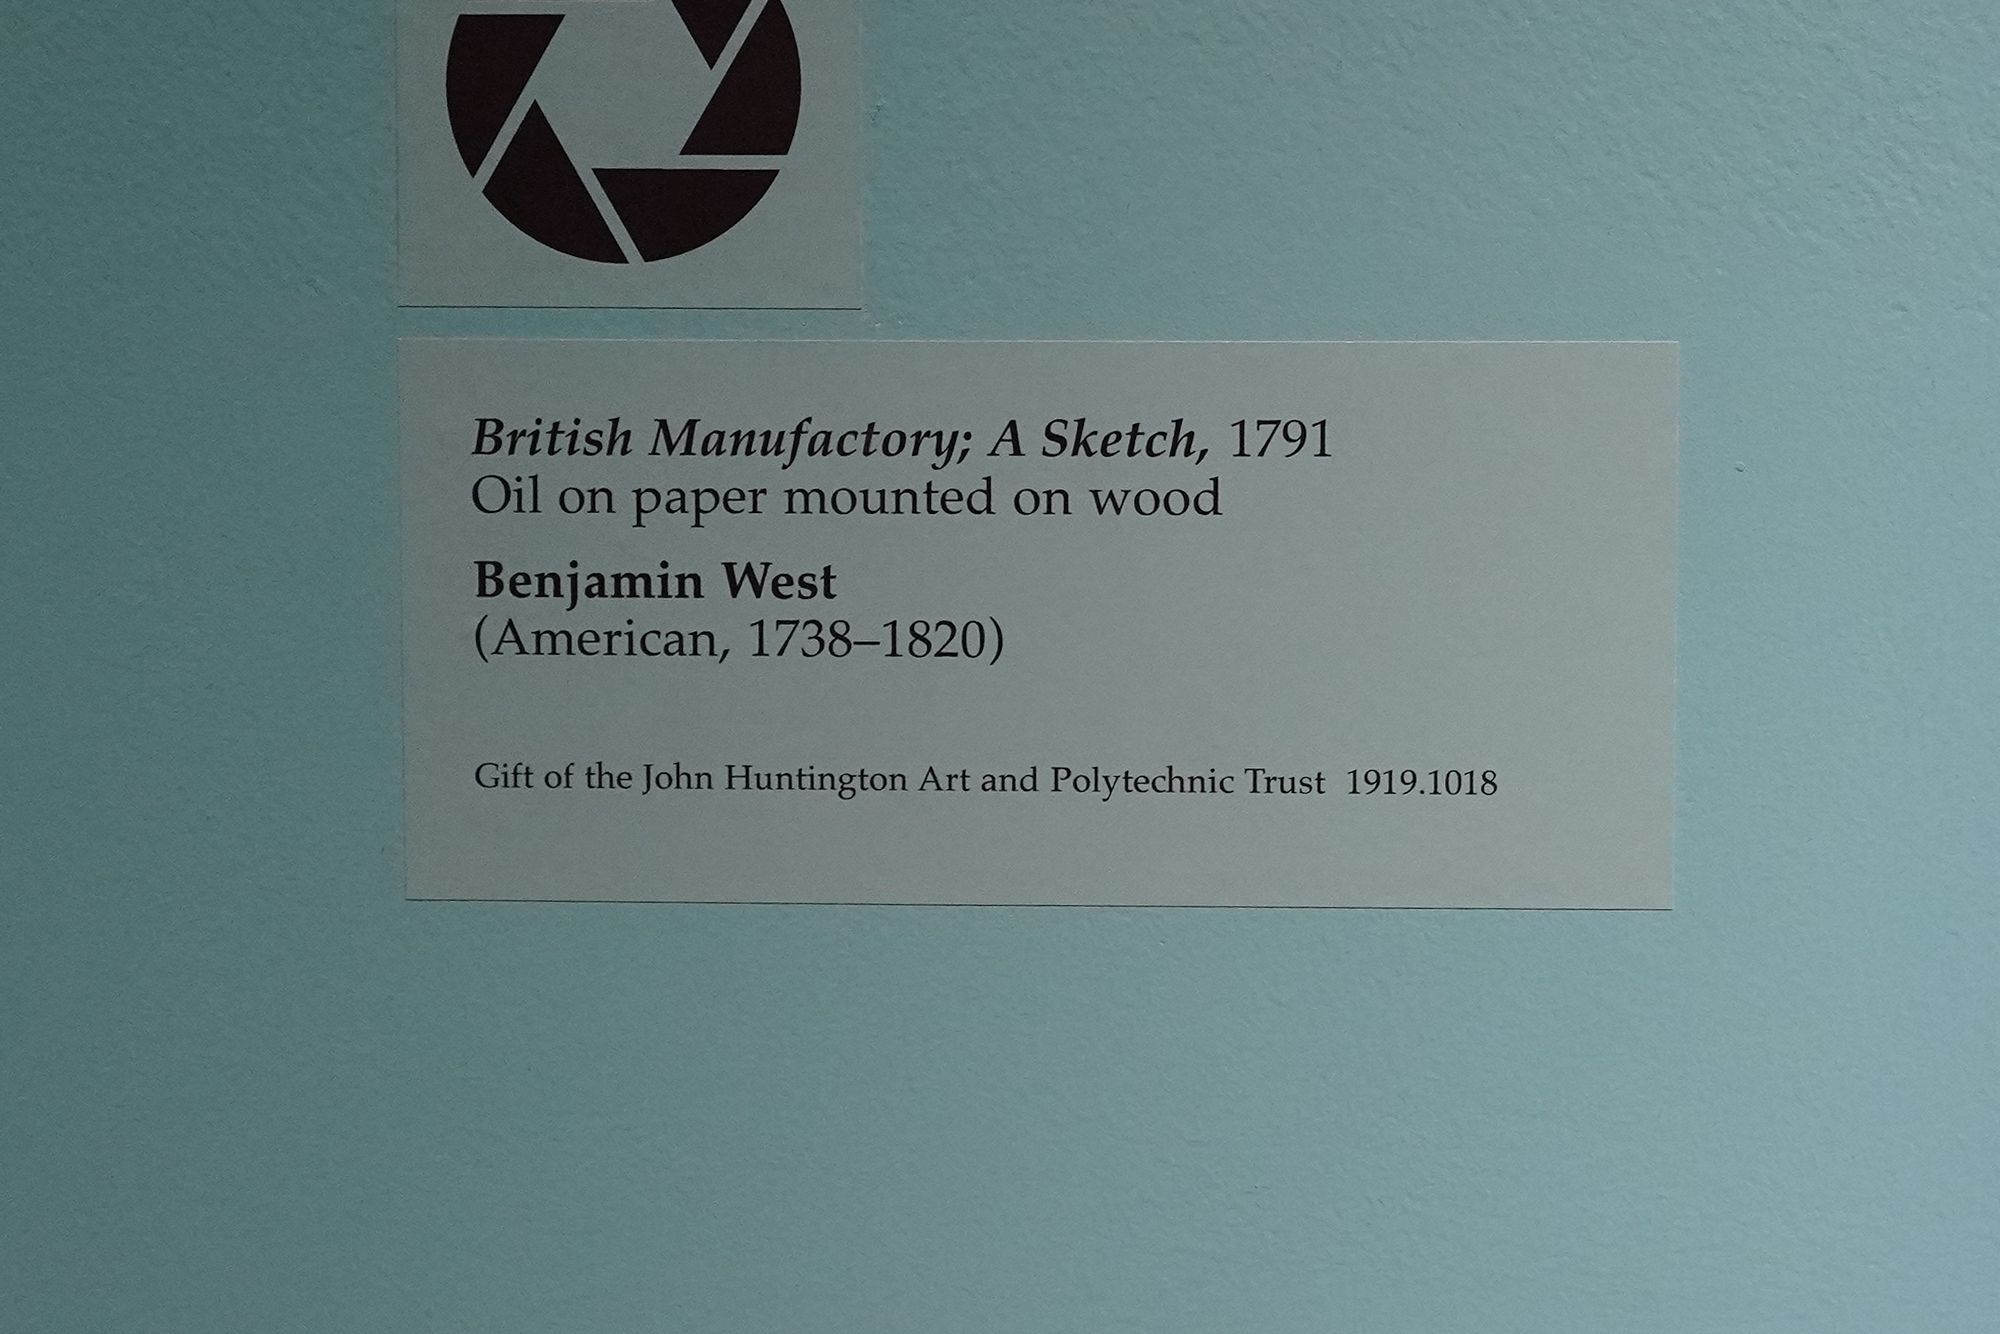 British Manufactory; A Sketch, 1791
Oil on paper mounted on wood
Benjamin West
(American, 1738–1820)
Gift of the John Huntington Art and Polytechnic Trust 1919.1018